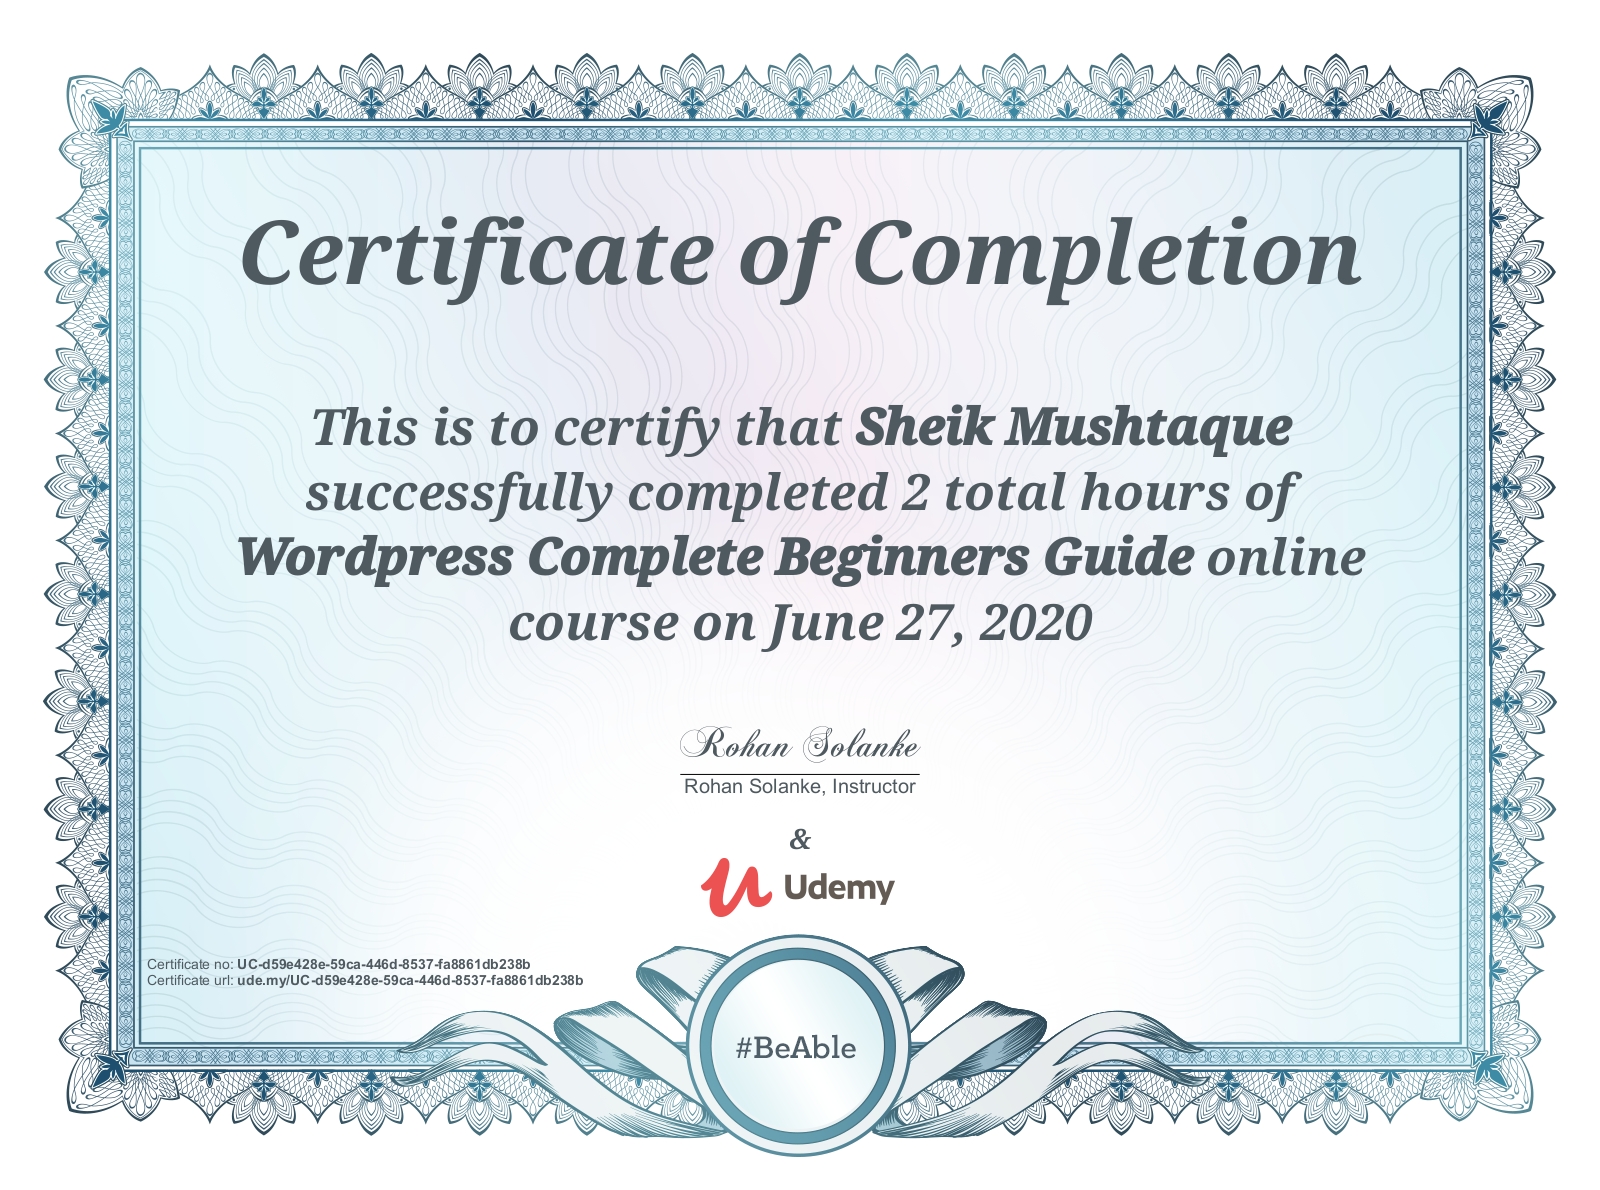 Certificate of Completion
This is to certify that Sheik Mushtaque
successfully completed 2 total hours of
Wordpress Complete Beginners Guide online
course on June 27, 2020
Rohan Solanke
Rohan Solanke, Instructor
&
Udemy
Certificate no: UC-d59e428e-59ca-446d-8537-fa8861db238b
Certificate url: ude.my/UC-d59e428e-59ca-446d-8537-fa8861db238b
#BeAble